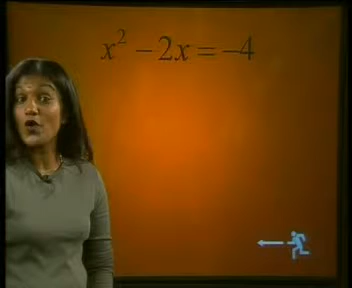 x² − 2x = −4